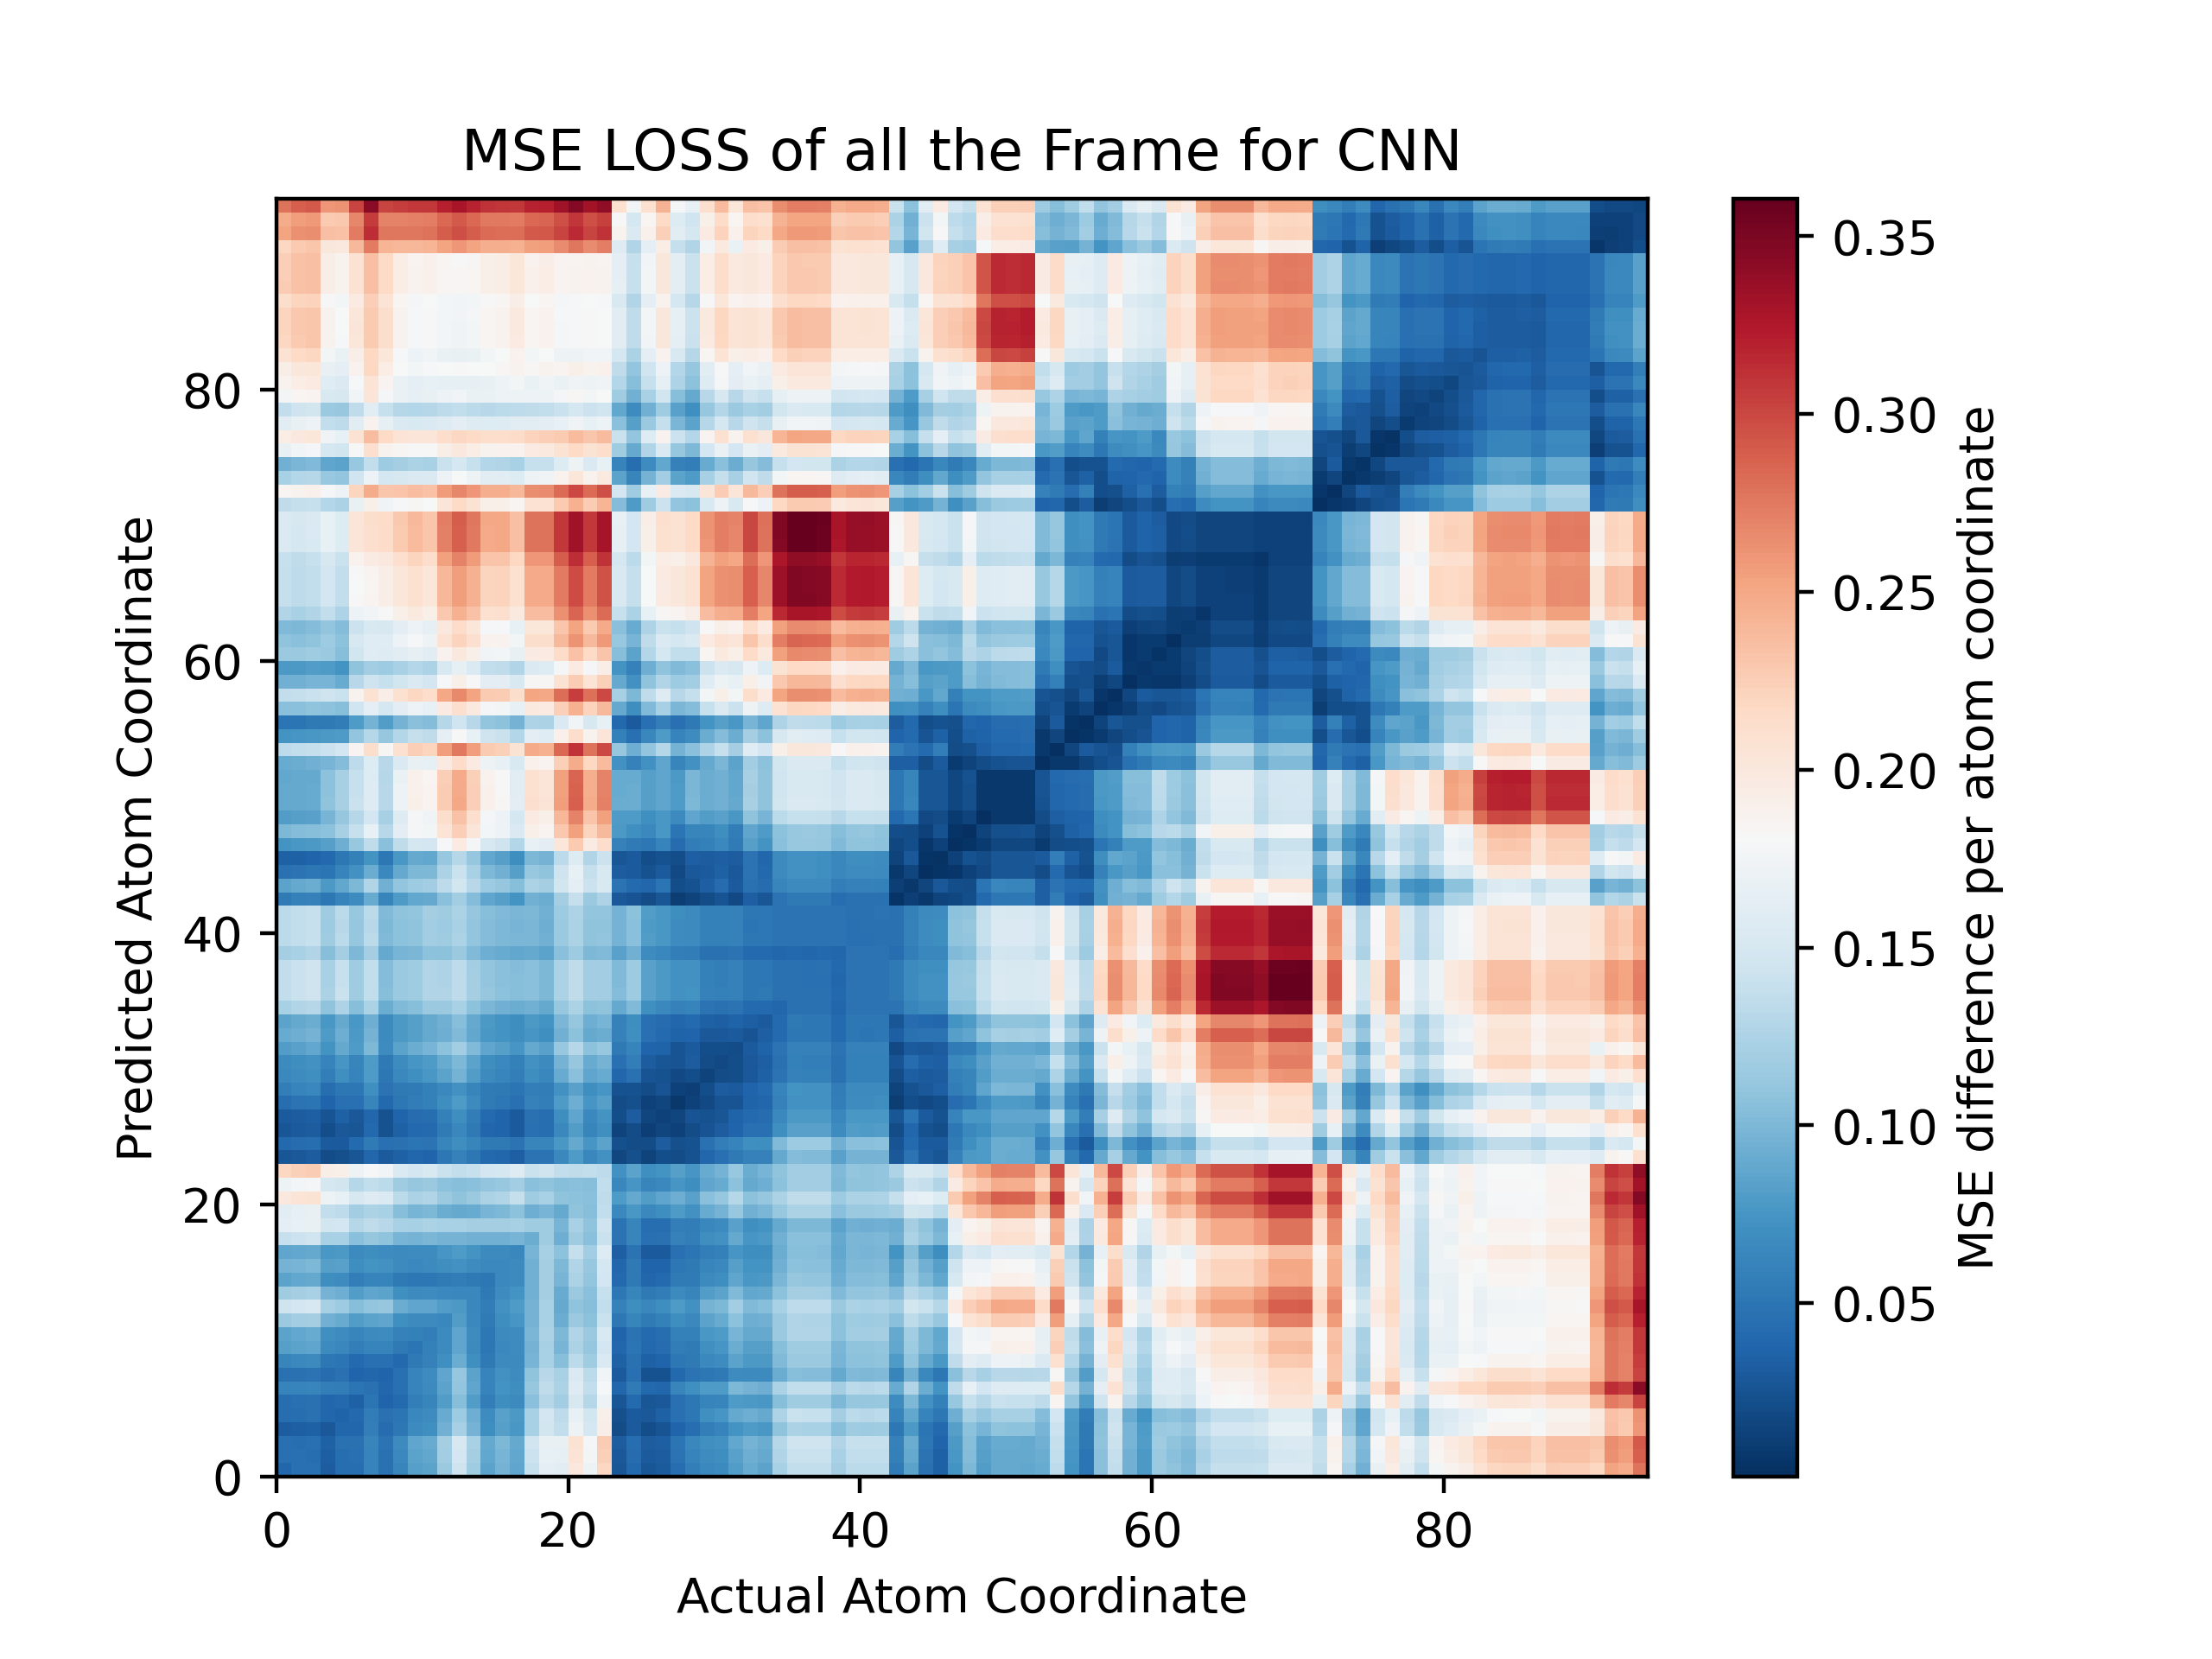 MSE LOSS of all the Frame for CNN
Predicted Atom Coordinate
80
60
40
20
0
0 20 40 60 80
Actual Atom Coordinate
0.35
0.30
0.25
0.20
0.15
0.10
0.05
MSE difference per atom coordinate